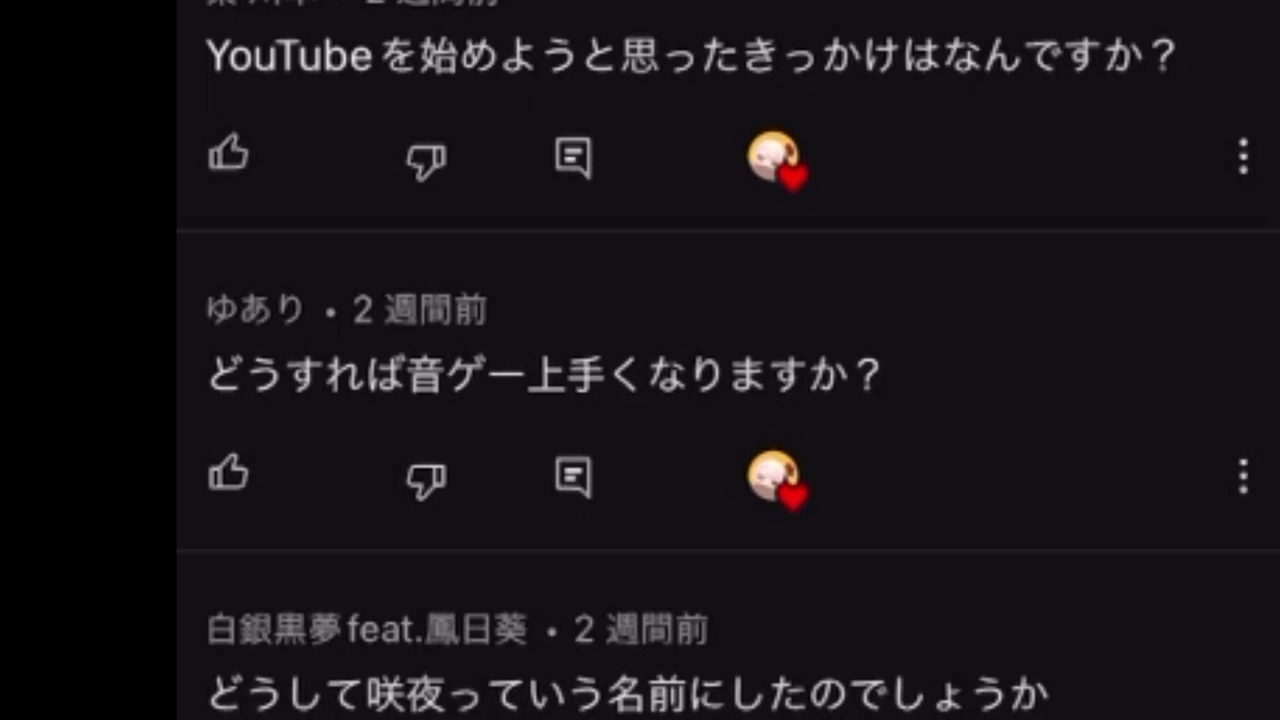 2 週間前
YouTubeを始めようと思ったきっかけはなんですか？
ゆあり • 2 週間前
どうすれば音ゲー上手くなりますか？
白銀黒夢feat.鳳日葵 • 2 週間前
どうして咲夜っていう名前にしたのでしょうか